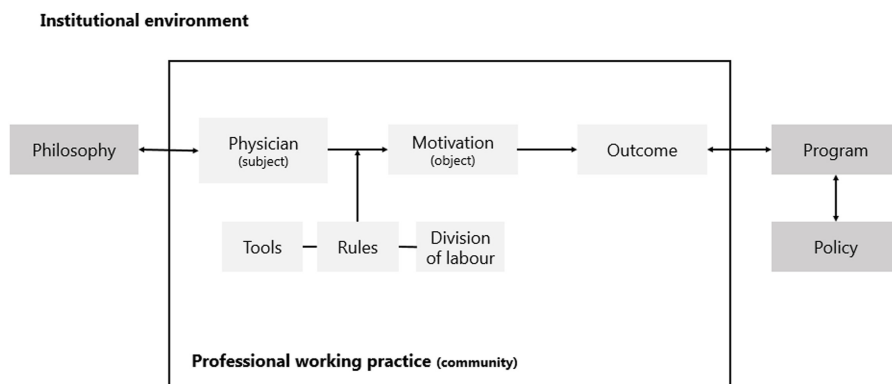 Institutional environment
Philosophy
Physician
(subject)
Motivation
(object)
Outcome
Program
Tools
Rules
Division
of labour
Policy
Professional working practice (community)